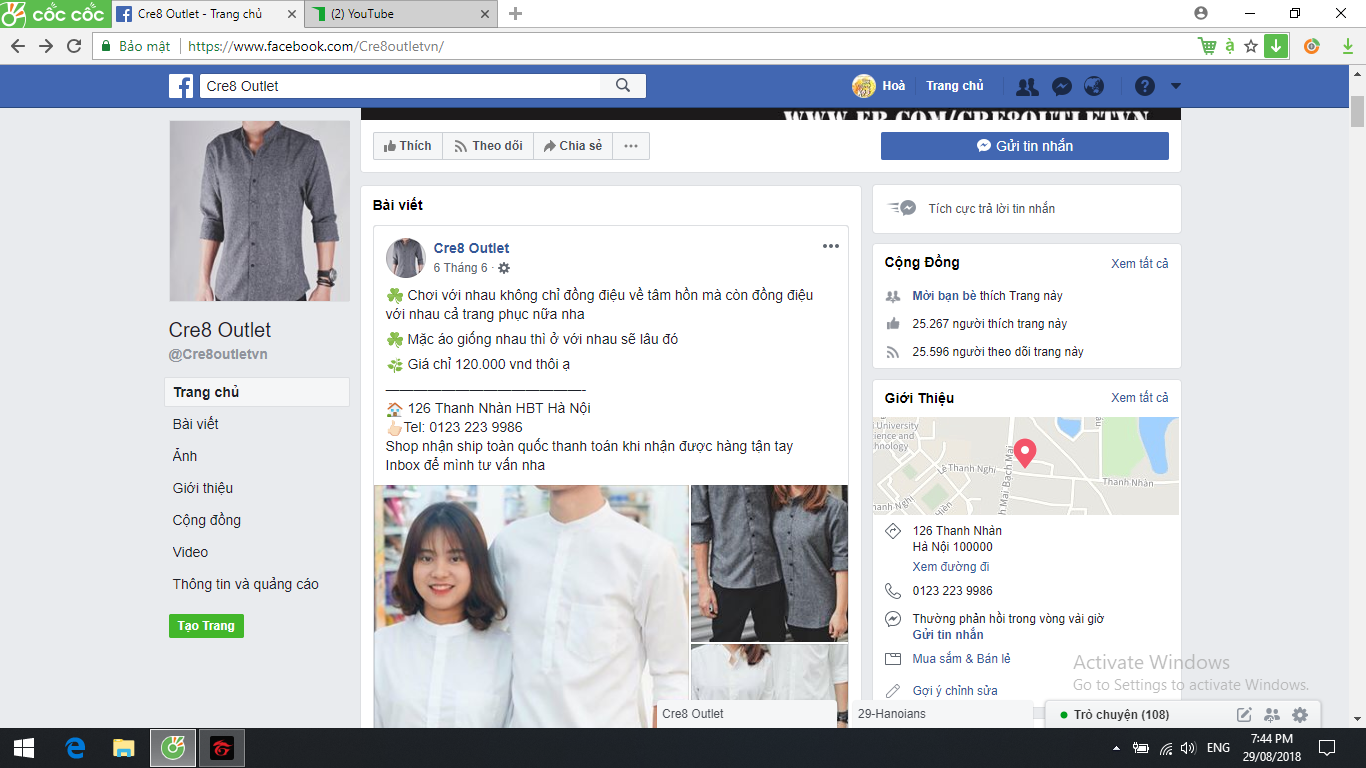 cốc cốc
Cre8 Outlet - Trang chủ
(2) YouTube
Bảo mật
https://www.facebook.com/Cre8outletvn/
Cre8 Outlet
Hoà
Trang chủ
WWW.FB.COM/CRE8OUTLETVN
Thích
Theo dõi
Chia sẻ
Gửi tin nhắn
Cre8 Outlet
@Cre8outletvn
Trang chủ
Bài viết
Ảnh
Giới thiệu
Cộng đồng
Video
Thông tin và quảng cáo
Tạo Trang
Bài viết
Cre8 Outlet
6 Tháng 6 ·
☘️ Chơi với nhau không chỉ đồng điệu về tâm hồn mà còn đồng điệu
với nhau cả trang phục nữa nha
☘️ Mặc áo giống nhau thì ở với nhau sẽ lâu đó
🌿 Giá chỉ 120.000 vnd thôi ạ
————————————————-
🏠 126 Thanh Nhàn HBT Hà Nội
👆🏻Tel: 0123 223 9986
Shop nhận ship toàn quốc thanh toán khi nhận được hàng tận tay
Inbox để mình tư vấn nha
Tích cực trả lời tin nhắn
Cộng Đồng
Xem tất cả
Mời bạn bè thích Trang này
25.267 người thích trang này
25.596 người theo dõi trang này
Giới Thiệu
Xem tất cả
University
ience and
hnology
Lê Thanh Nghị
Bạch Mai
Thanh Nhàn
126 Thanh Nhàn
Hà Nội 100000
Xem đường đi
0123 223 9986
Thường phản hồi trong vòng vài giờ
Gửi tin nhắn
Mua sắm & Bán lẻ
Gợi ý chỉnh sửa
Activate Windows
Go to Settings to activate Windows.
Cre8 Outlet
29-Hanoians
Trò chuyện (108)
ENG
7:44 PM
29/08/2018